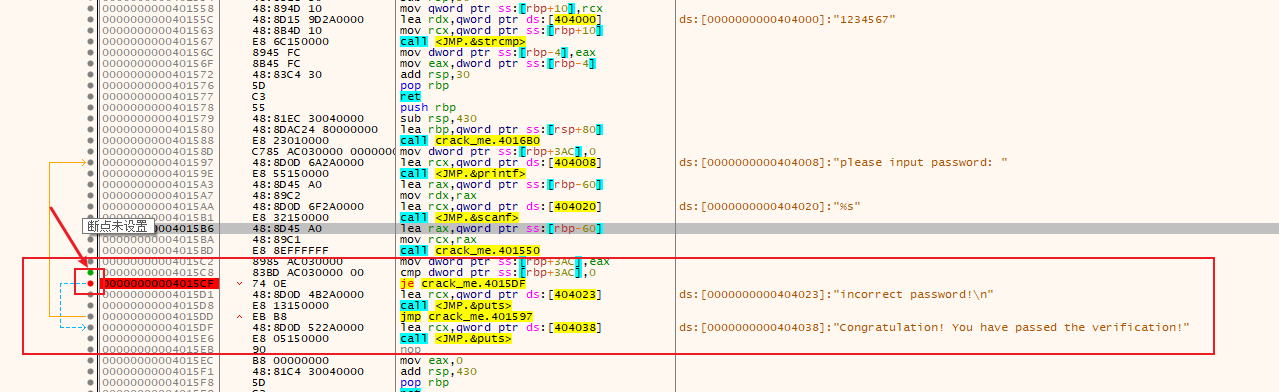 0000000000401558 48:894D 10 mov qword ptr ss:[rbp+10],rcx
000000000040155C 48:8D15 9D2A0000 lea rdx,qword ptr ds:[404000] ds:[0000000000404000]:"1234567"
0000000000401563 48:8B4D 10 mov rcx,qword ptr ss:[rbp+10]
0000000000401567 E8 6C150000 call <JMP.&strcmp>
000000000040156C 8945 FC mov dword ptr ss:[rbp-4],eax
000000000040156F 8B45 FC mov eax,dword ptr ss:[rbp-4]
0000000000401572 48:83C4 30 add rsp,30
0000000000401576 5D pop rbp
0000000000401577 C3 ret
0000000000401578 55 push rbp
0000000000401579 48:81EC 30040000 sub rsp,430
0000000000401580 48:8DAC24 80000000 lea rbp,qword ptr ss:[rsp+80]
0000000000401588 E8 23010000 call crack_me.4016B0
000000000040158D C785 AC030000 0000000 mov dword ptr ss:[rbp+3AC],0
0000000000401597 48:8D0D 6A2A0000 lea rcx,qword ptr ds:[404008] ds:[0000000000404008]:"please input password: "
000000000040159E E8 55150000 call <JMP.&printf>
00000000004015A3 48:8D45 A0 lea rax,qword ptr ss:[rbp-60]
00000000004015A7 48:89C2 mov rdx,rax
00000000004015AA 48:8D0D 6F2A0000 lea rcx,qword ptr ds:[404020] ds:[0000000000404020]:"%s"
00000000004015B1 E8 32150000 call <JMP.&scanf>
断点未设置 0004015B6 48:8D45 A0 lea rax,qword ptr ss:[rbp-60]
00000000004015BA 48:89C1 mov rcx,rax
00000000004015BD E8 8EFFFFFF call crack_me.401550
00000000004015C2 8985 AC030000 mov dword ptr ss:[rbp+3AC],eax
00000000004015C8 83BD AC030000 00 cmp dword ptr ss:[rbp+3AC],0
00000000004015CF 74 0E je crack_me.4015DF
00000000004015D1 48:8D0D 4B2A0000 lea rcx,qword ptr ds:[404023] ds:[0000000000404023]:"incorrect password!\n"
00000000004015D8 E8 13150000 call <JMP.&puts>
00000000004015DD EB B8 jmp crack_me.401597
00000000004015DF 48:8D0D 522A0000 lea rcx,qword ptr ds:[404038] ds:[0000000000404038]:"Congratulation! You have passed the verification!"
00000000004015E6 E8 05150000 call <JMP.&puts>
00000000004015EB 90 nop
00000000004015EC B8 00000000 mov eax,0
00000000004015F1 48:81C4 30040000 add rsp,430
00000000004015F8 5D pop rbp